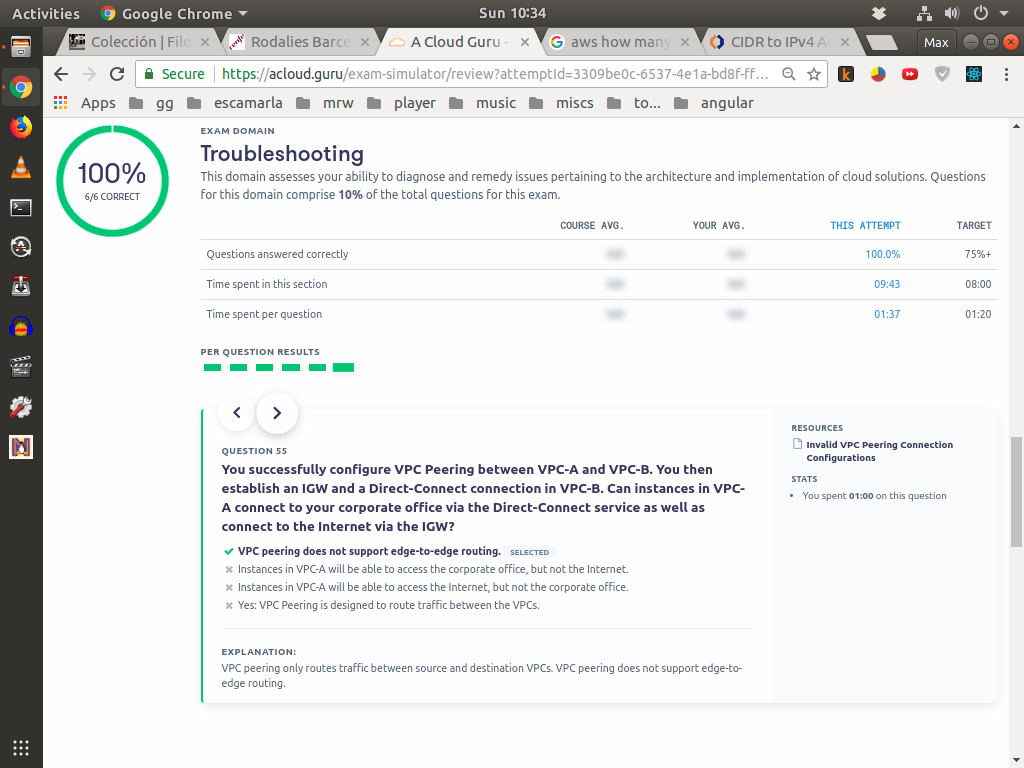 Activities Google Chrome Sun 10:34
Colección | Filo Rodalies Barce A Cloud Guru - aws how many CIDR to IPv4 A Max
Secure https://acloud.guru/exam-simulator/review?attemptId=3309be0c-6537-4e1a-bd8f-ff...
Apps gg escamarla mrw player music miscs to... angular
100%
6/6 CORRECT
EXAM DOMAIN
Troubleshooting
This domain assesses your ability to diagnose and remedy issues pertaining to the architecture and implementation of cloud solutions. Questions
for this domain comprise 10% of the total questions for this exam.
COURSE AVG. YOUR AVG. THIS ATTEMPT TARGET
Questions answered correctly 100.0% 75%+
Time spent in this section 09:43 08:00
Time spent per question 01:37 01:20
PER QUESTION RESULTS
QUESTION 55
You successfully configure VPC Peering between VPC-A and VPC-B. You then
establish an IGW and a Direct-Connect connection in VPC-B. Can instances in VPC-
A connect to your corporate office via the Direct-Connect service as well as
connect to the Internet via the IGW?
VPC peering does not support edge-to-edge routing. SELECTED
Instances in VPC-A will be able to access the corporate office, but not the Internet.
Instances in VPC-A will be able to access the Internet, but not the corporate office.
Yes: VPC Peering is designed to route traffic between the VPCs.
EXPLANATION:
VPC peering only routes traffic between source and destination VPCs. VPC peering does not support edge-to-
edge routing.
RESOURCES
Invalid VPC Peering Connection
Configurations
STATS
• You spent 01:00 on this question